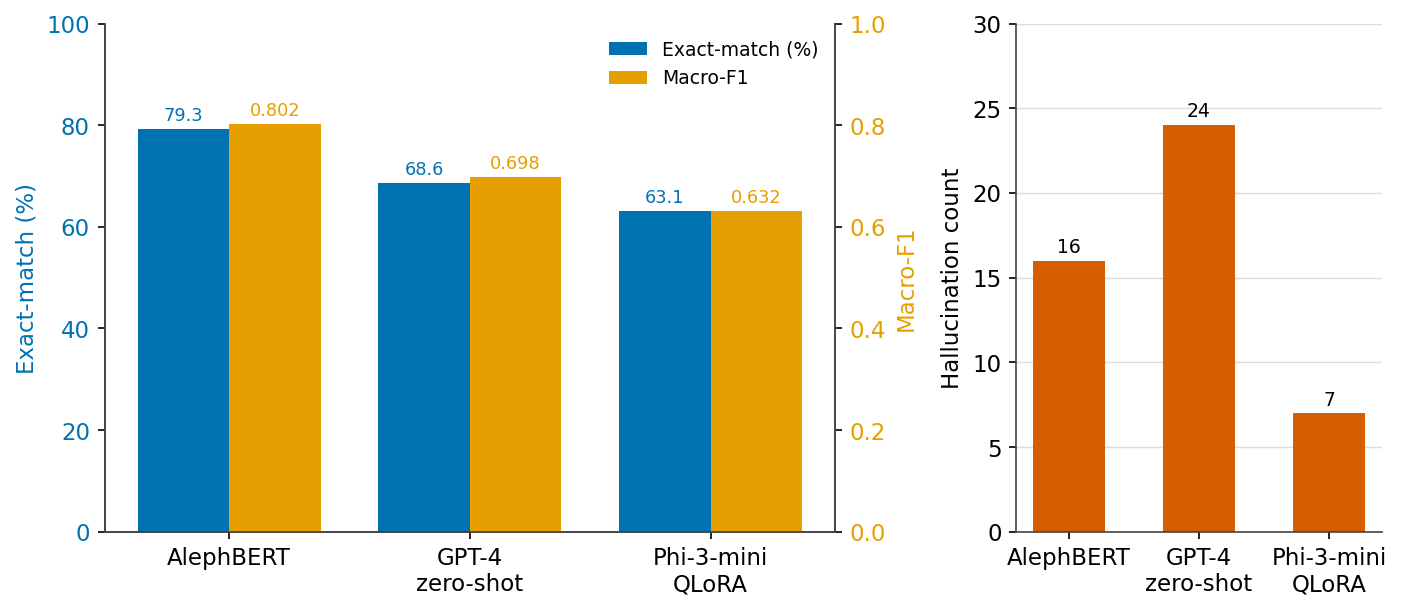 Exact-match (%)
100
80
60
40
20
0
79.3
0.802
68.6
0.698
63.1
0.632
Exact-match (%)
Macro-F1
1.0
0.8
0.6
0.4
0.2
0.0
Macro-F1
AlephBERT
GPT-4
zero-shot
Phi-3-mini
QLoRA
Hallucination count
30
25
20
15
10
5
0
16
24
7
AlephBERT
GPT-4
zero-shot
Phi-3-mini
QLoRA